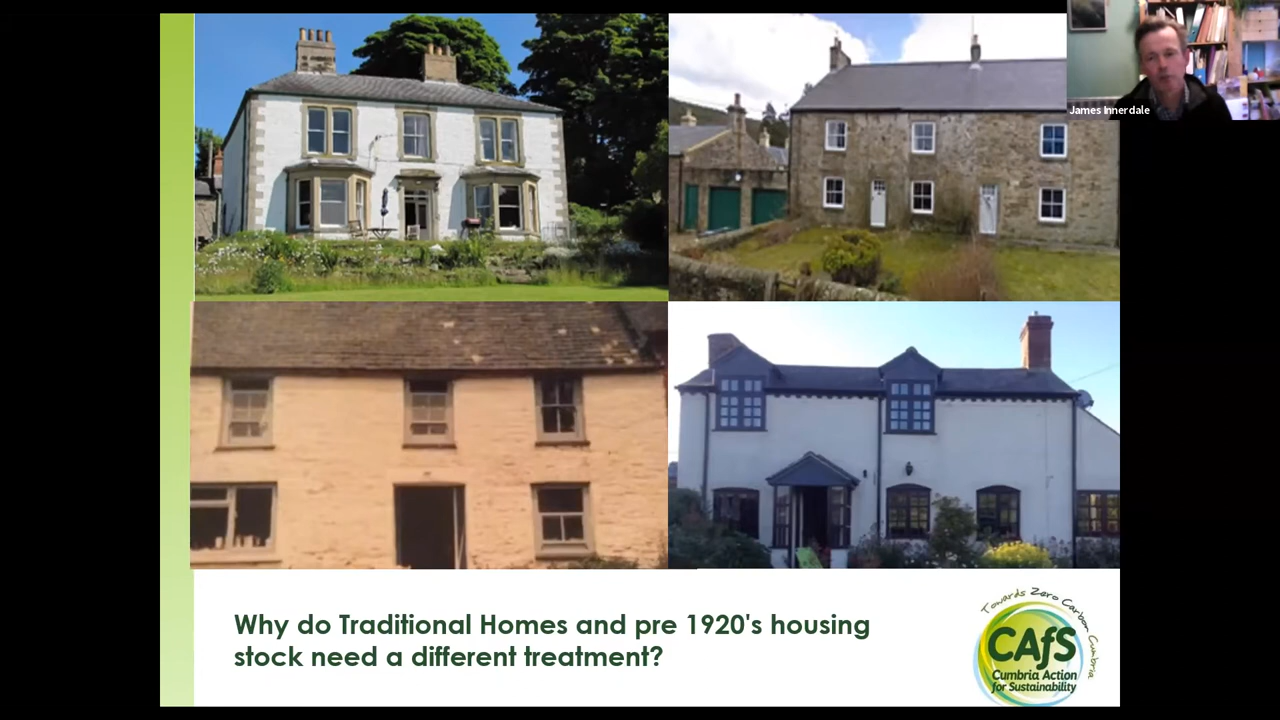 James Innerdale
Why do Traditional Homes and pre 1920's housing
stock need a different treatment?
Towards Zero Carbon Cumbria
CAfS
Cumbria Action
for Sustainability